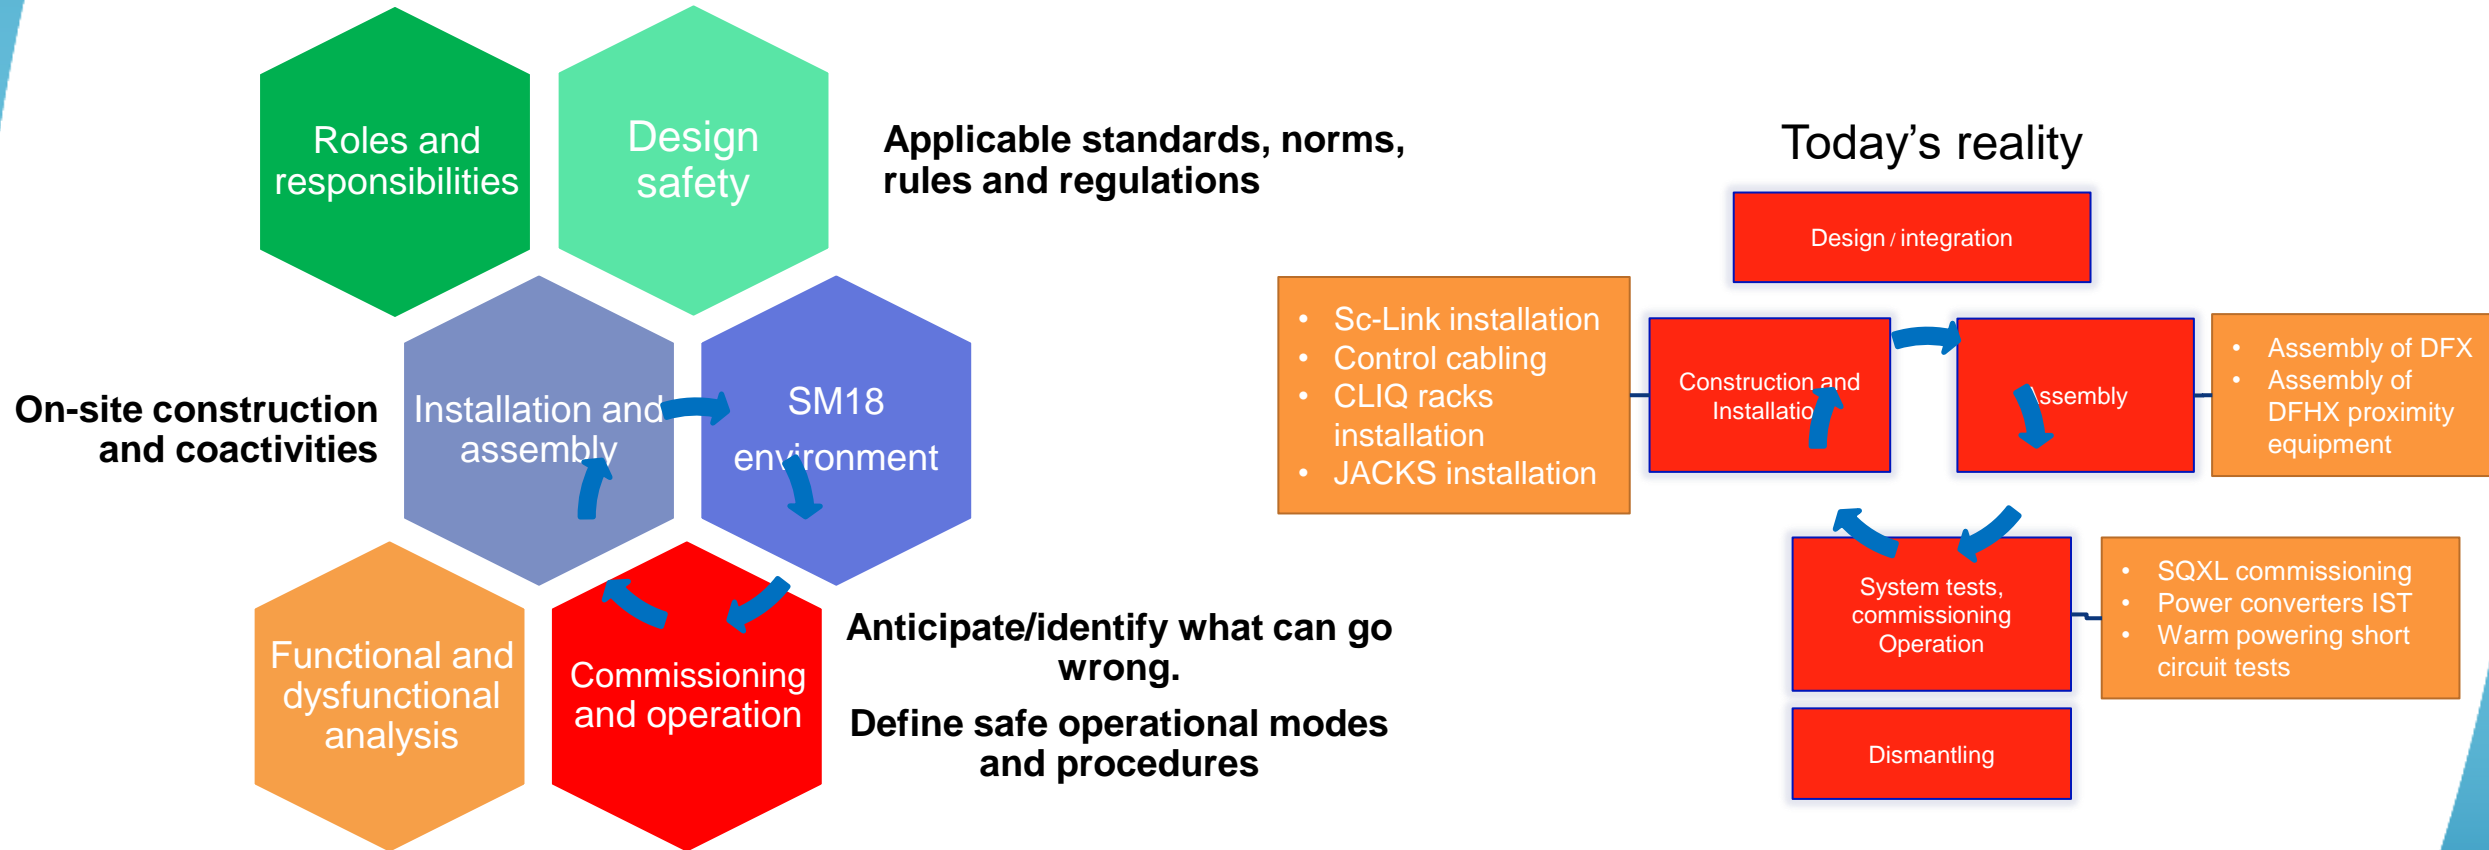 Roles and
responsibilities
Design
safety
Applicable standards, norms,
rules and regulations
On-site construction
and coactivities
Installation and
assembly
SM18
environment
Functional and
dysfunctional
analysis
Commissioning
and operation
Anticipate/identify what can go
wrong.
Define safe operational modes
and procedures
Today’s reality
Design / integration
• Sc-Link installation
• Control cabling
• CLIQ racks
installation
• JACKS installation
Construction and
Installation
Assembly
• Assembly of DFX
• Assembly of
DFHX proximity
equipment
System tests,
commissioning
Operation
• SQXL commissioning
• Power converters IST
• Warm powering short
circuit tests
Dismantling